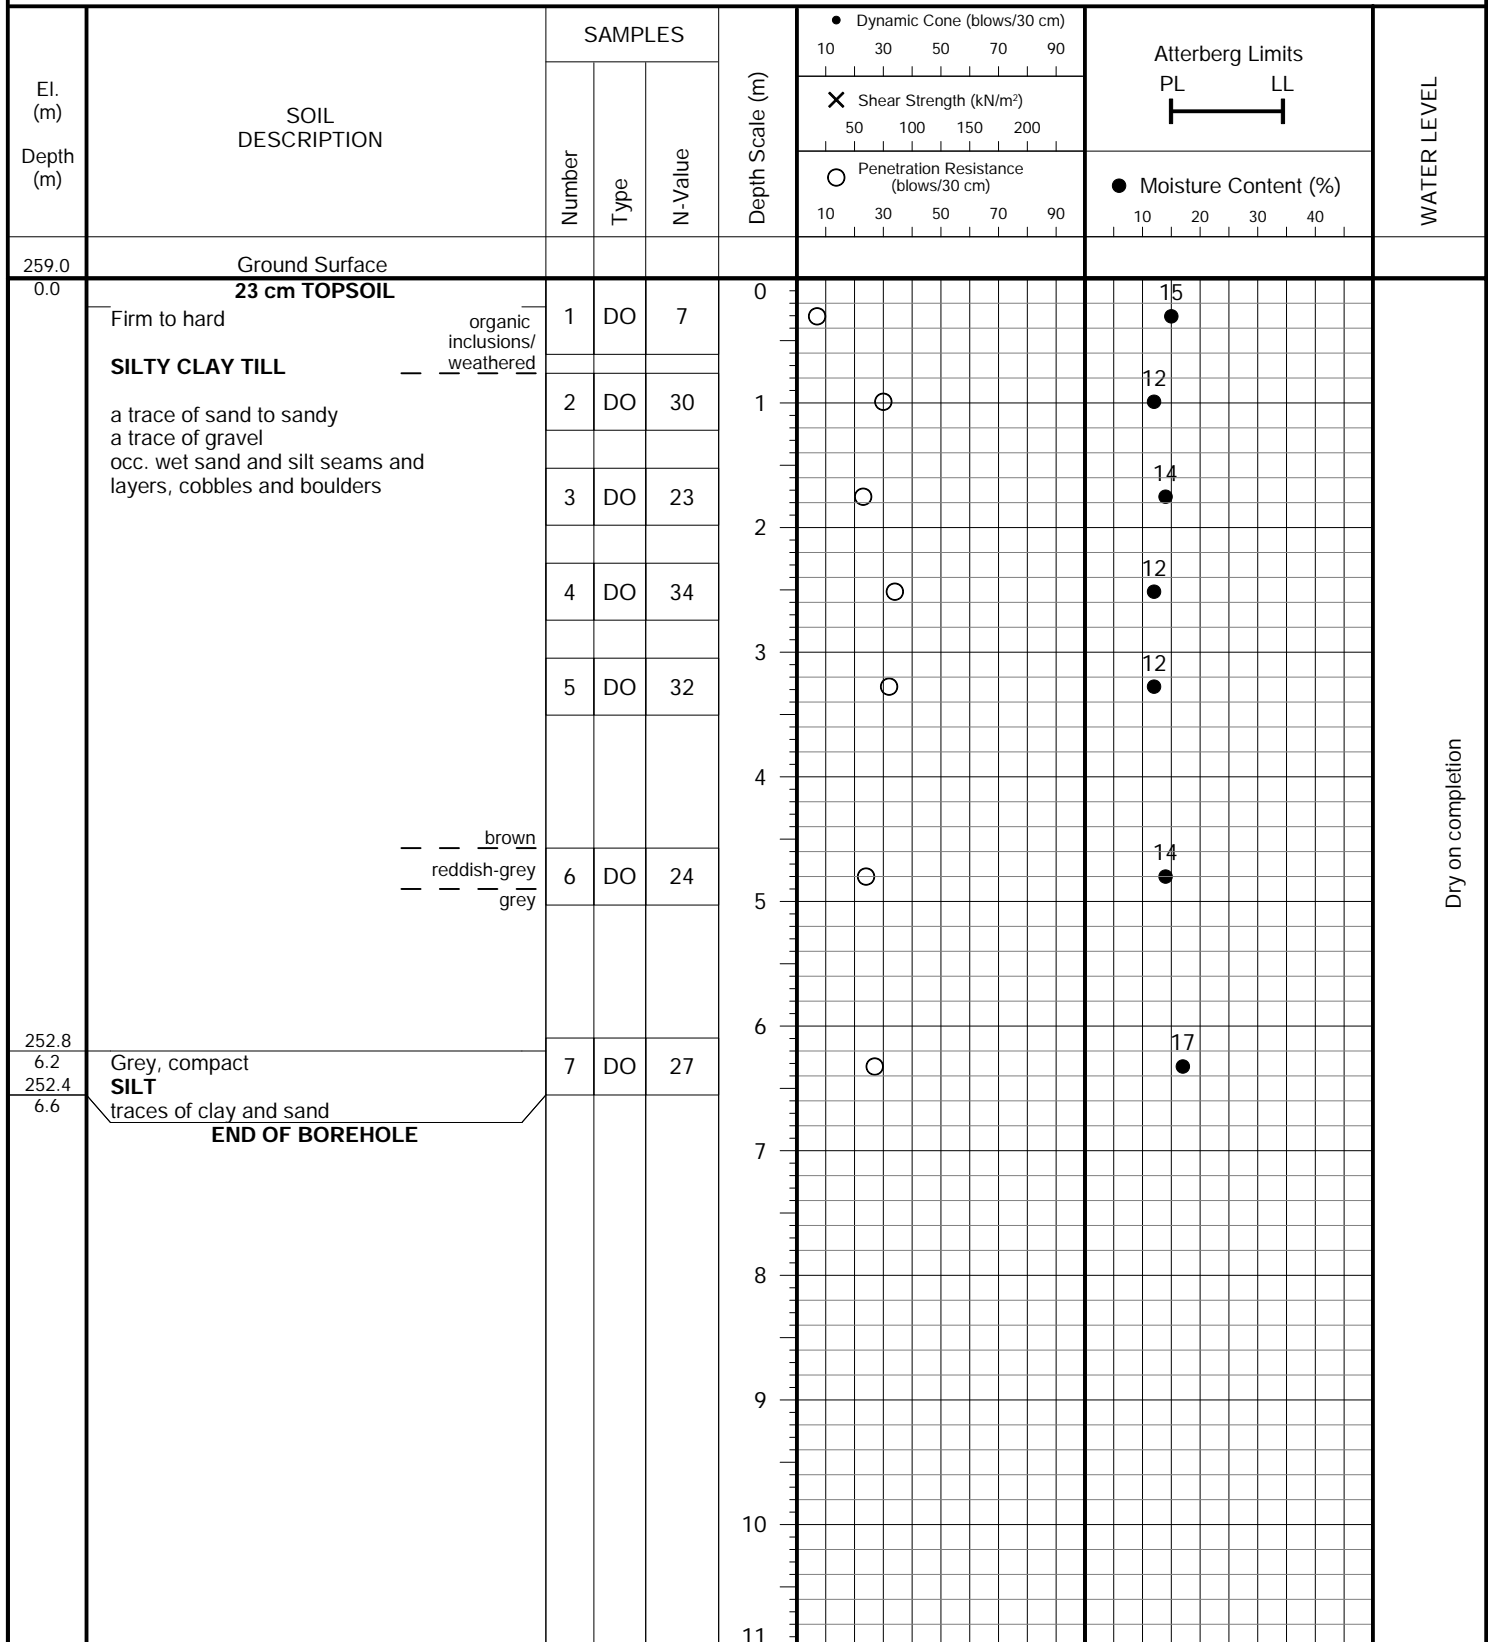 El.
(m)
Depth
(m)
SOIL
DESCRIPTION
SAMPLES
Number
Type
N-Value
Depth Scale (m)
Dynamic Cone (blows/30 cm)
10 30 50 70 90
Shear Strength (kN/m²)
50 100 150 200
Penetration Resistance
(blows/30 cm)
10 30 50 70 90
Atterberg Limits
PL LL
Moisture Content (%)
10 20 30 40
WATER LEVEL
259.0 Ground Surface
0.0 23 cm TOPSOIL 0
Firm to hard
organic
inclusions/
weathered
1 DO 7 15
SILTY CLAY TILL
a trace of sand to sandy
a trace of gravel
occ. wet sand and silt seams and
layers, cobbles and boulders
2 DO 30 1 12
3 DO 23 14
2
4 DO 34 12
3
5 DO 32 12
4
Dry on completion
brown
reddish-grey
grey
6 DO 24 14
5
6
252.8
6.2 Grey, compact 7 DO 27 17
252.4 SILT
6.6 traces of clay and sand
END OF BOREHOLE
7
8
9
10
11